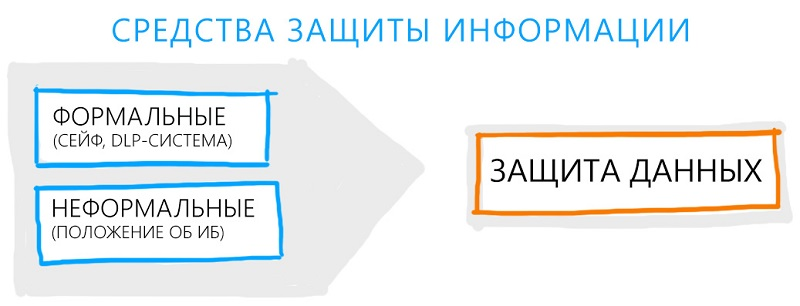 СРЕДСТВА ЗАЩИТЫ ИНФОРМАЦИИ
ФОРМАЛЬНЫЕ
(СЕЙФ, DLP-СИСТЕМА)
НЕФОРМАЛЬНЫЕ
(ПОЛОЖЕНИЕ ОБ ИБ)
ЗАЩИТА ДАННЫХ